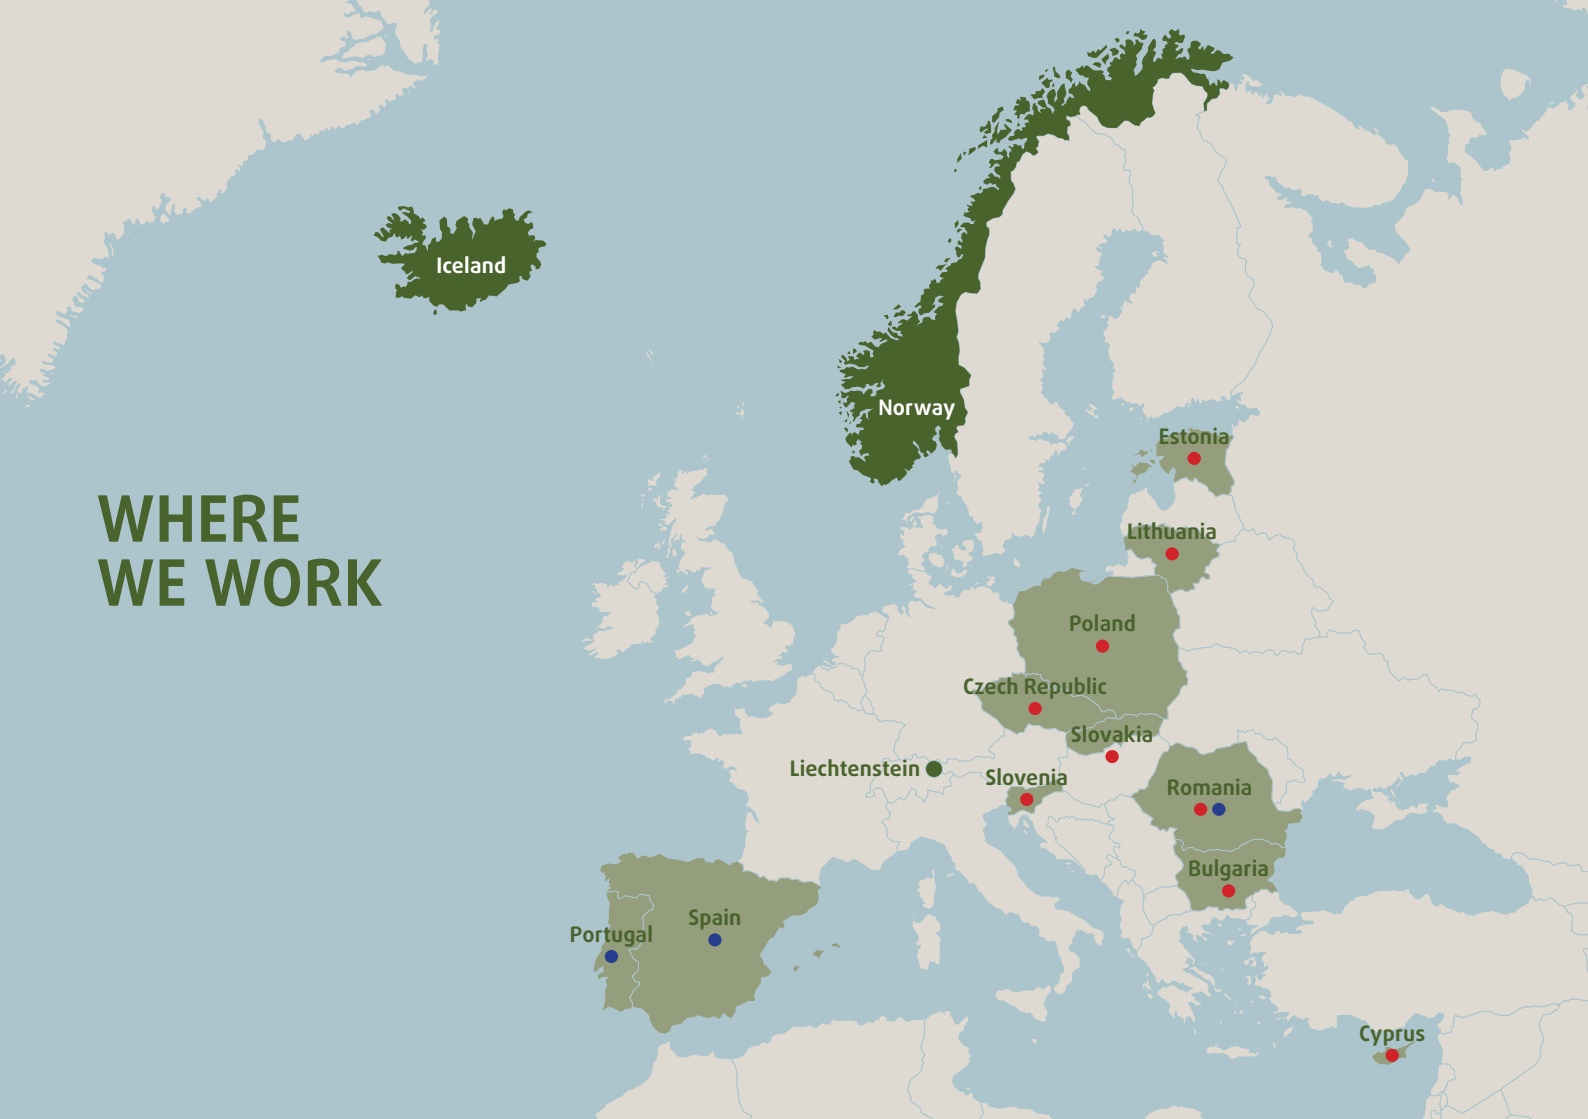 Iceland
Norway
Estonia
WHERE
WE WORK
Lithuania
Poland
Czech Republic
Slovakia
Liechtenstein
Slovenia
Romania
Bulgaria
Spain
Portugal
Cyprus